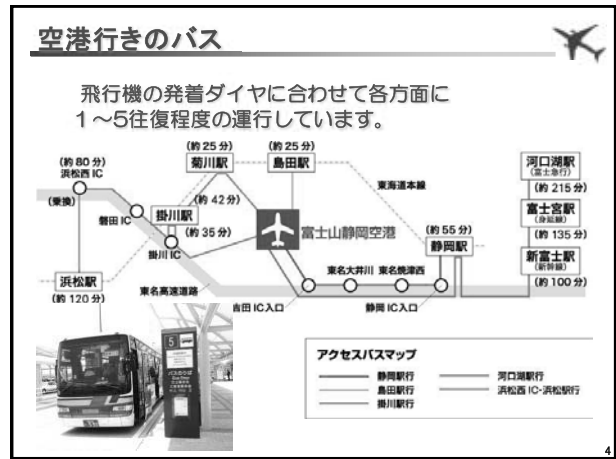 空港行きのバス
飛行機の発着ダイヤに合わせて各方面に
1～5往復程度の運行しています。
(約80分)
浜松西IC
(乗換)
磐田IC
浜松駅
(約120分)
(約25分)
菊川駅
(約42分)
掛川駅
(約35分)
掛川IC
東名高速道路
(約25分)
島田駅
東海道本線
富士山静岡空港
吉田IC入口
東名大井川
東名焼津西
(約55分)
静岡駅
静岡IC入口
河口湖駅
(富士急行)
(約215分)
富士宮駅
(身延線)
(約135分)
新富士駅
(新幹線)
(約100分)
5
バスのりば
アクセスバスマップ
静岡駅行
島田駅行
掛川駅行
河口湖駅行
浜松西IC・浜松駅行
4